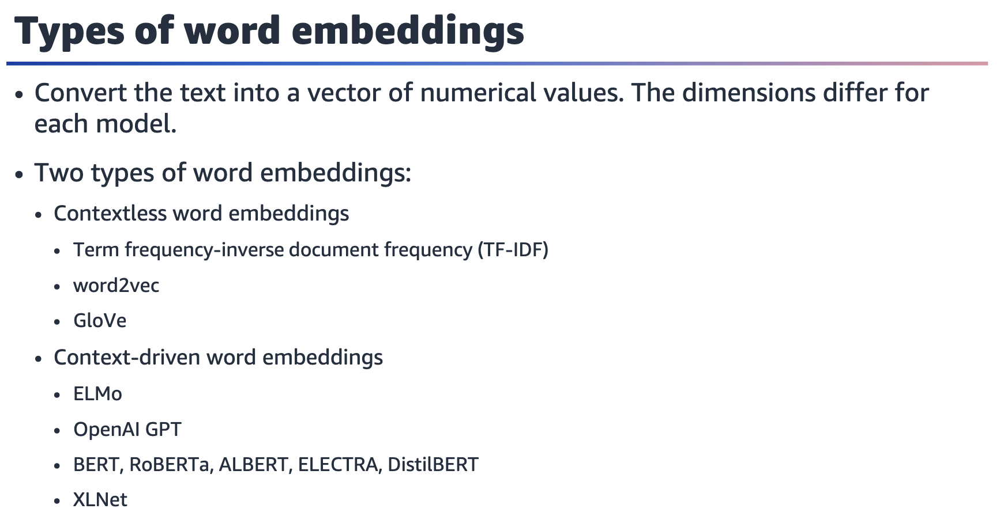 Types of word embeddings
• Convert the text into a vector of numerical values. The dimensions differ for
each model.
• Two types of word embeddings:
• Contextless word embeddings
• Term frequency-inverse document frequency (TF-IDF)
• word2vec
• GloVe
• Context-driven word embeddings
• ELMo
• OpenAI GPT
• BERT, RoBERTa, ALBERT, ELECTRA, DistilBERT
• XLNet